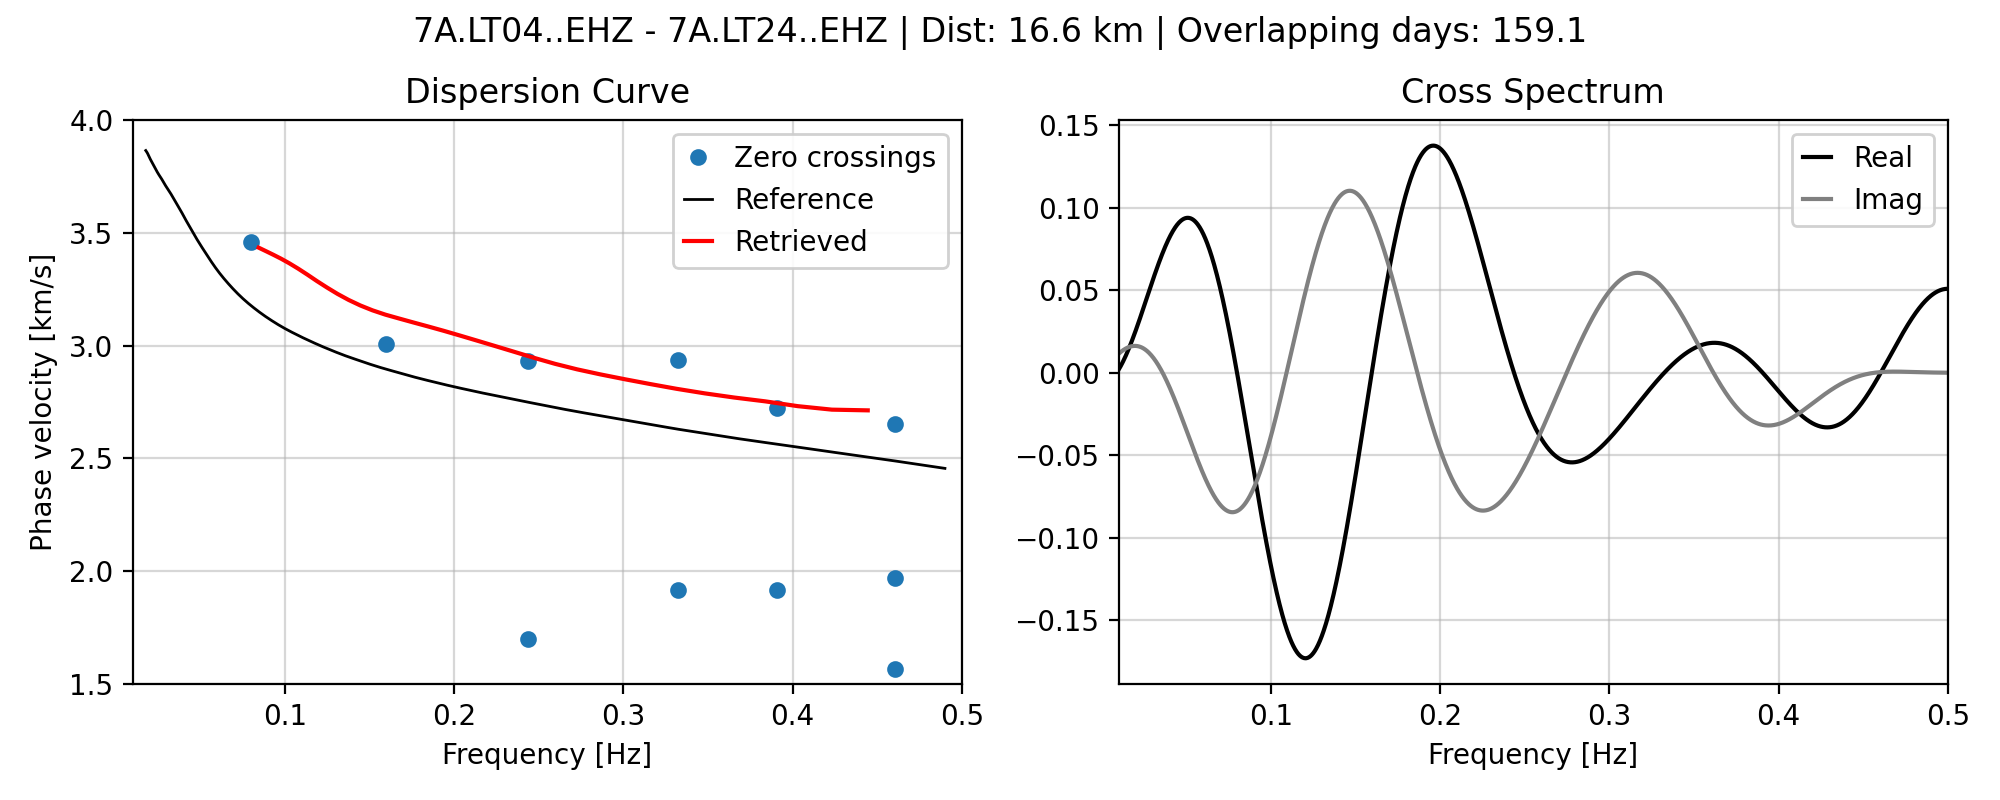 7A.LT04..EHZ - 7A.LT24..EHZ | Dist: 16.6 km | Overlapping days: 159.1
Dispersion Curve
4.0
3.5
3.0
2.5
2.0
1.5
Phase velocity [km/s]
Zero crossings
Reference
Retrieved
0.1 0.2 0.3 0.4 0.5
Frequency [Hz]
Cross Spectrum
0.15
0.10
0.05
0.00
−0.05
−0.10
−0.15
Real
Imag
0.1 0.2 0.3 0.4 0.5
Frequency [Hz]